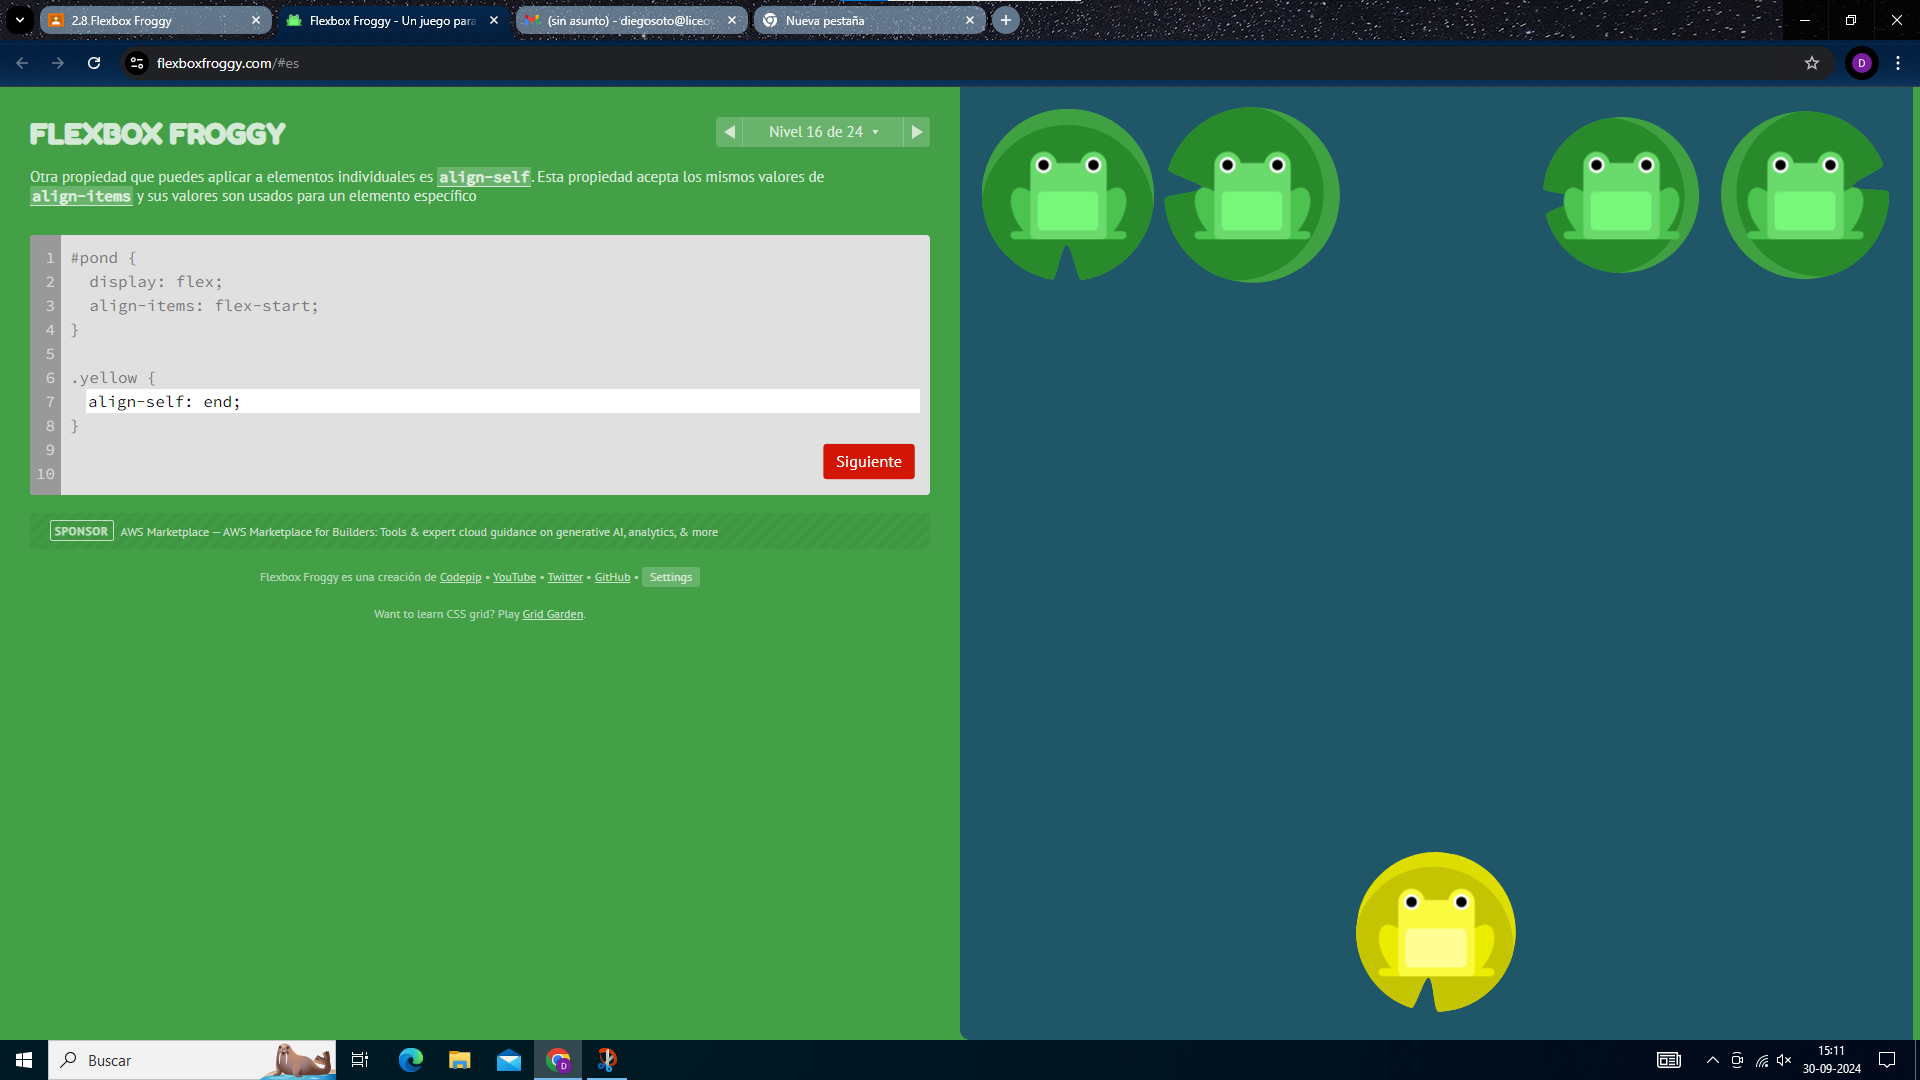 2.8 Flexbox Froggy
Flexbox Froggy - Un juego para
(sin asunto) - diegosoto@liceov
Nueva pestaña
flexboxfroggy.com/#es
D
FLEXBOX FROGGY
Nivel 16 de 24
Otra propiedad que puedes aplicar a elementos individuales es align-self. Esta propiedad acepta los mismos valores de
align-items y sus valores son usados para un elemento específico
1 #pond {
2 display: flex;
3 align-items: flex-start;
4 }
5
6 .yellow {
7 align-self: end;
8 }
9
10
Siguiente
SPONSOR AWS Marketplace — AWS Marketplace for Builders: Tools & expert cloud guidance on generative AI, analytics, & more
Flexbox Froggy es una creación de Codepip • YouTube • Twitter • GitHub • Settings
Want to learn CSS grid? Play Grid Garden.
Buscar
D
15:11
30-09-2024